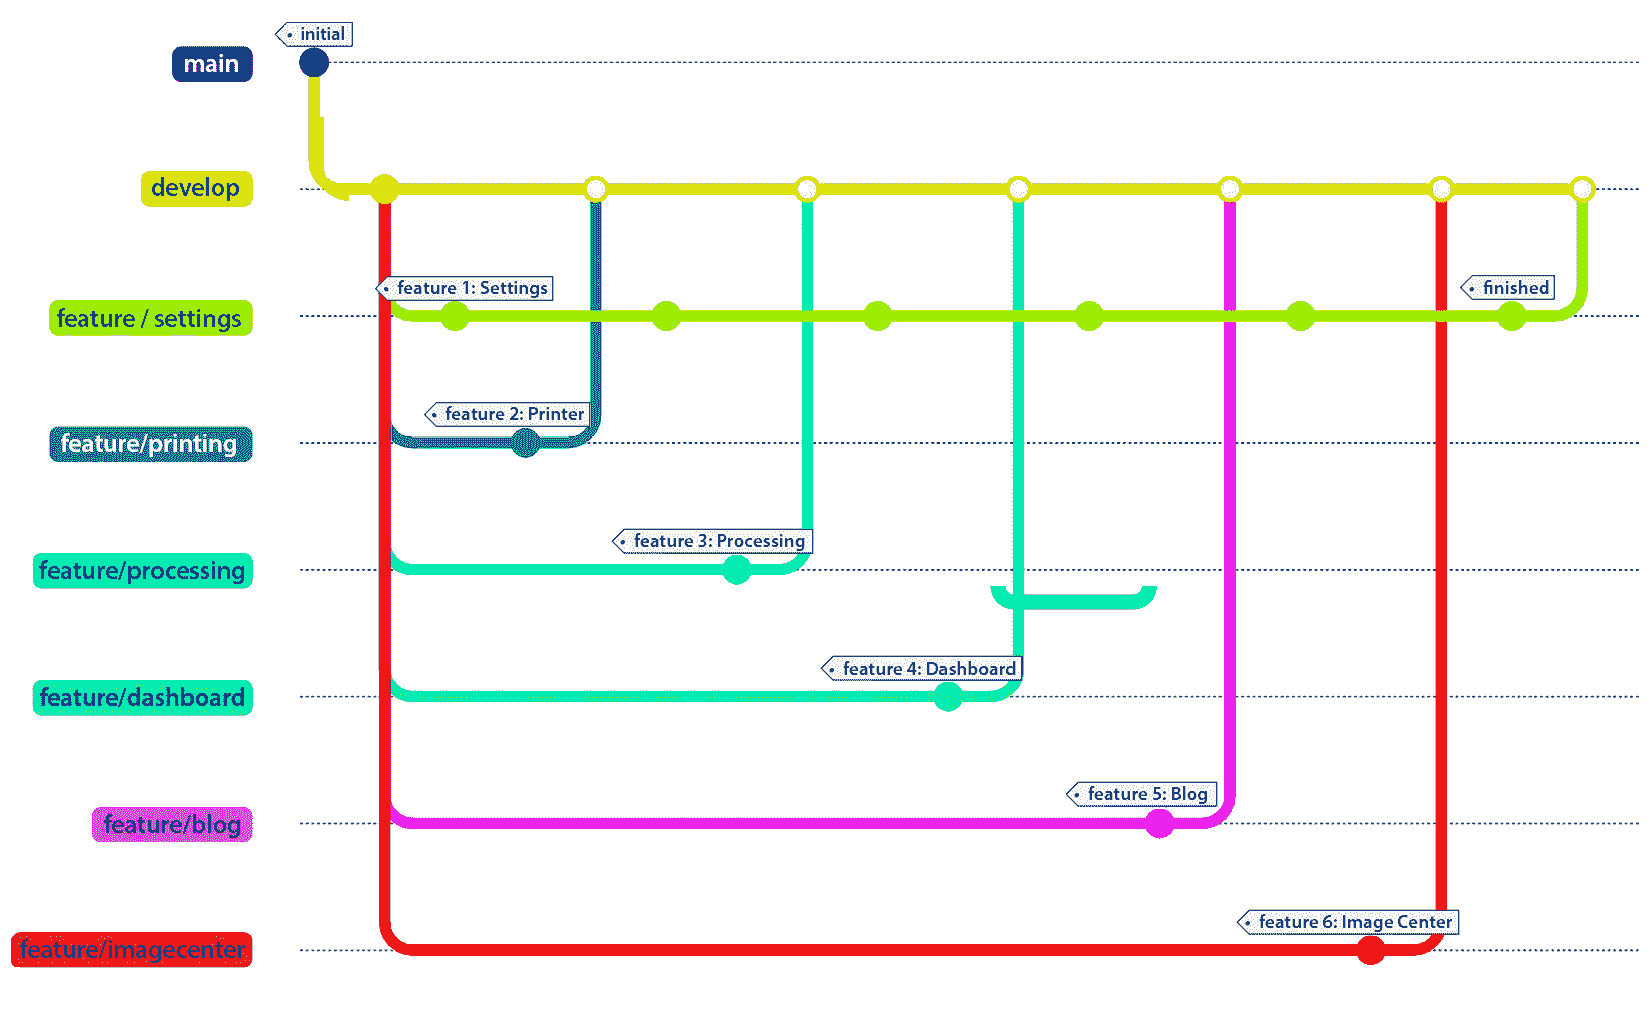 initial
main
develop
feature 1: Settings
finished
feature / settings
feature 2: Printer
feature/printing
feature 3: Processing
feature/processing
feature 4: Dashboard
feature/dashboard
feature 5: Blog
feature/blog
feature 6: Image Center
feature/imagecenter